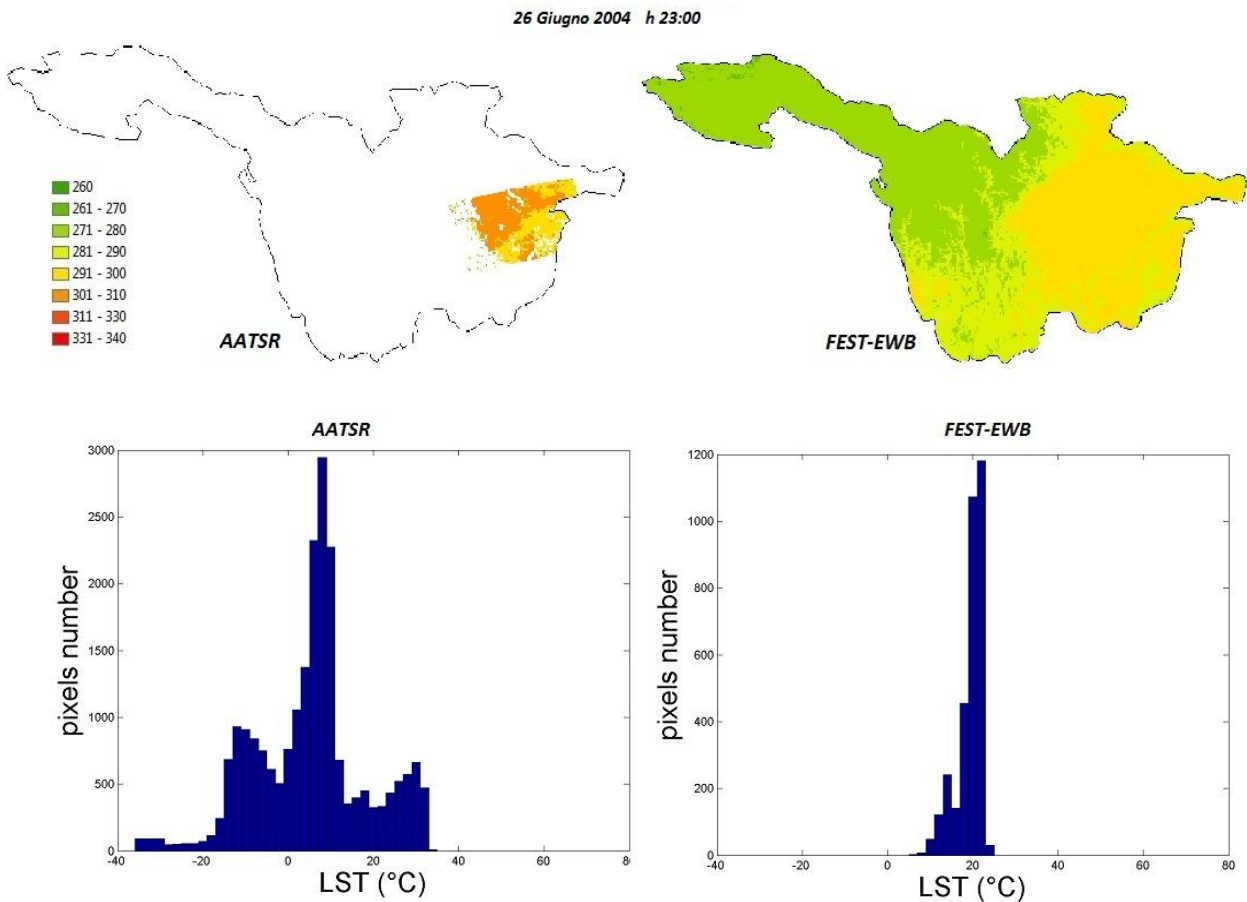 26 Giugno 2004 h 23:00
260
261 - 270
271 - 280
281 - 290
291 - 300
301 - 310
311 - 330
331 - 340
AATSR
FEST-EWB
AATSR
3000
2500
2000
1500
1000
500
0
pixels number
-40
-20
0
20
40
60
80
LST (°C)
FEST-EWB
1200
1000
800
600
400
200
0
pixels number
-40
-20
0
20
40
60
80
LST (°C)